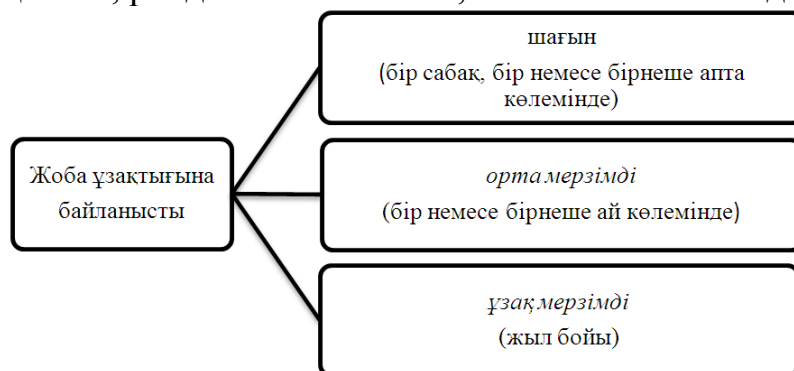 Жоба ұзақтығына
байланысты
шағын
(бір сабақ, бір немесе бірнеше апта
көлемінде)
орта мерзімді
(бір немесе бірнеше ай көлемінде)
ұзақ мерзімді
(жыл бойы)